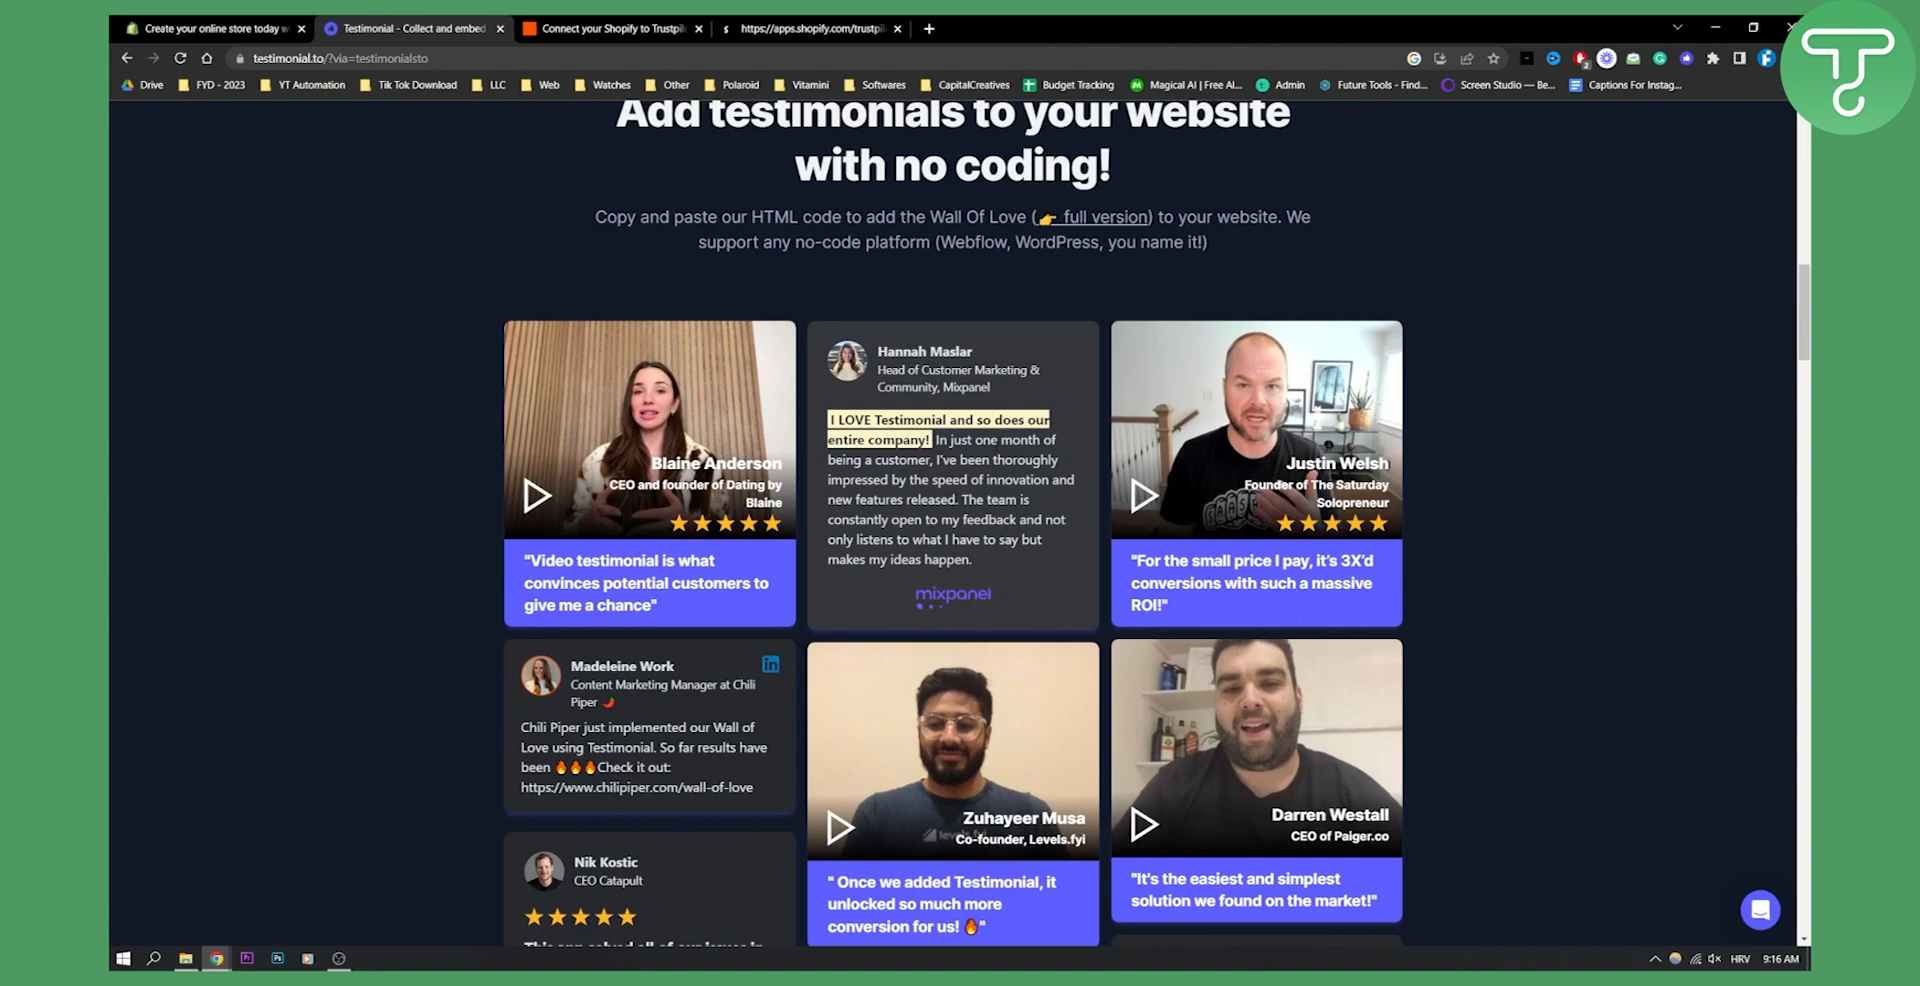 Create your online store today w
Testimonial - Collect and embed
Connect your Shopify to Trustpil
https://apps.shopify.com/trustpil
testimonial.to/?via=testimonialsto
Drive
FYD - 2023
YT Automation
Tik Tok Download
LLC
Web
Watches
Other
Polaroid
Vitamini
Softwares
CapitalCreatives
Budget Tracking
Magical AI | Free AI...
Admin
Future Tools - Find...
Screen Studio — Be...
Captions For Instag...
Add testimonials to your website
with no coding!
Copy and paste our HTML code to add the Wall Of Love (👉 full version) to your website. We
support any no-code platform (Webflow, WordPress, you name it!)
Blaine Anderson
CEO and founder of Dating by
Blaine
"Video testimonial is what
convinces potential customers to
give me a chance"
Hannah Maslar
Head of Customer Marketing &
Community, Mixpanel
I LOVE Testimonial and so does our
entire company! In just one month of
being a customer, I've been thoroughly
impressed by the speed of innovation and
new features released. The team is
constantly open to my feedback and not
only listens to what I have to say but
makes my ideas happen.
mixpanel
Justin Welsh
Founder of The Saturday
Solopreneur
"For the small price I pay, it's 3X'd
conversions with such a massive
ROI!"
Madeleine Work
Content Marketing Manager at Chili
Piper 🌶️
Chili Piper just implemented our Wall of
Love using Testimonial. So far results have
been 🔥🔥🔥Check it out:
https://www.chilipiper.com/wall-of-love
Nik Kostic
CEO Catapult
This app solved all of our issues in
levels.fyi
Zuhayeer Musa
Co-founder, Levels.fyi
" Once we added Testimonial, it
unlocked so much more
conversion for us! 🔥"
Darren Westall
CEO of Paiger.co
"It's the easiest and simplest
solution we found on the market!"
HRV
9:16 AM